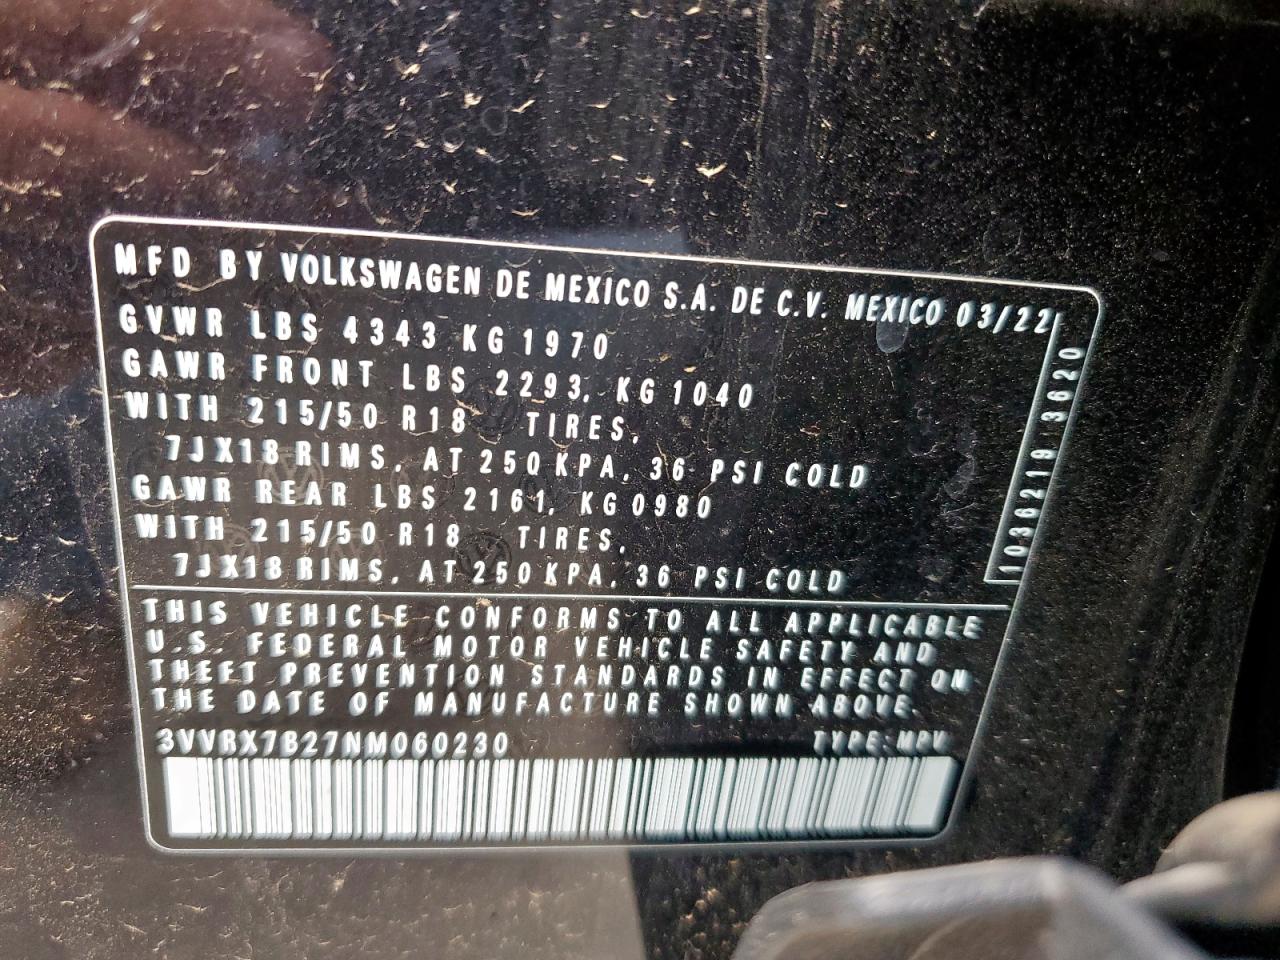 MFD BY VOLKSWAGEN DE MEXICO S.A. DE C.V. MEXICO 03/22
GVWR LBS 4343 KG 1970
GAWR FRONT LBS 2293, KG 1040
WITH 215/50 R18 TIRES,
7JX18 RIMS, AT 250 KPA, 36 PSI COLD
GAWR REAR LBS 2161, KG 0980
WITH 215/50 R18 TIRES,
7JX18 RIMS, AT 250 KPA, 36 PSI COLD
1036219 3620
THIS VEHICLE CONFORMS TO ALL APPLICABLE
U.S. FEDERAL MOTOR VEHICLE SAFETY AND
THEFT PREVENTION STANDARDS IN EFFECT ON
THE DATE OF MANUFACTURE SHOWN ABOVE.
3VVRX7B27NM060230 TYPE:MPV